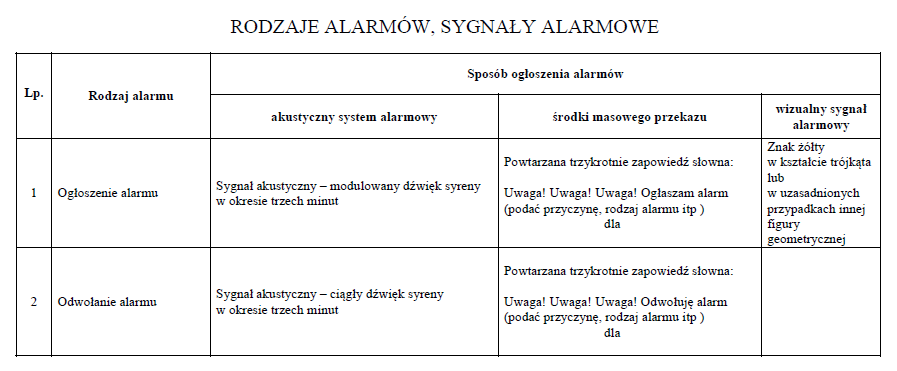 RODZAJE ALARMÓW, SYGNAŁY ALARMOWE
Lp.
Rodzaj alarmu
Sposób ogłoszenia alarmów
akustyczny system alarmowy
środki masowego przekazu
wizualny sygnał
alarmowy
1
Ogłoszenie alarmu
Sygnał akustyczny – modulowany dźwięk syreny
w okresie trzech minut
Powtarzana trzykrotnie zapowiedź słowna:
Uwaga! Uwaga! Uwaga! Ogłaszam alarm
(podać przyczynę, rodzaj alarmu itp )
dla
Znak żółty
w kształcie trójkąta
lub
w uzasadnionych
przypadkach innej
figury
geometrycznej
2
Odwołanie alarmu
Sygnał akustyczny – ciągły dźwięk syreny
w okresie trzech minut
Powtarzana trzykrotnie zapowiedź słowna:
Uwaga! Uwaga! Uwaga! Odwołuję alarm
(podać przyczynę, rodzaj alarmu itp )
dla